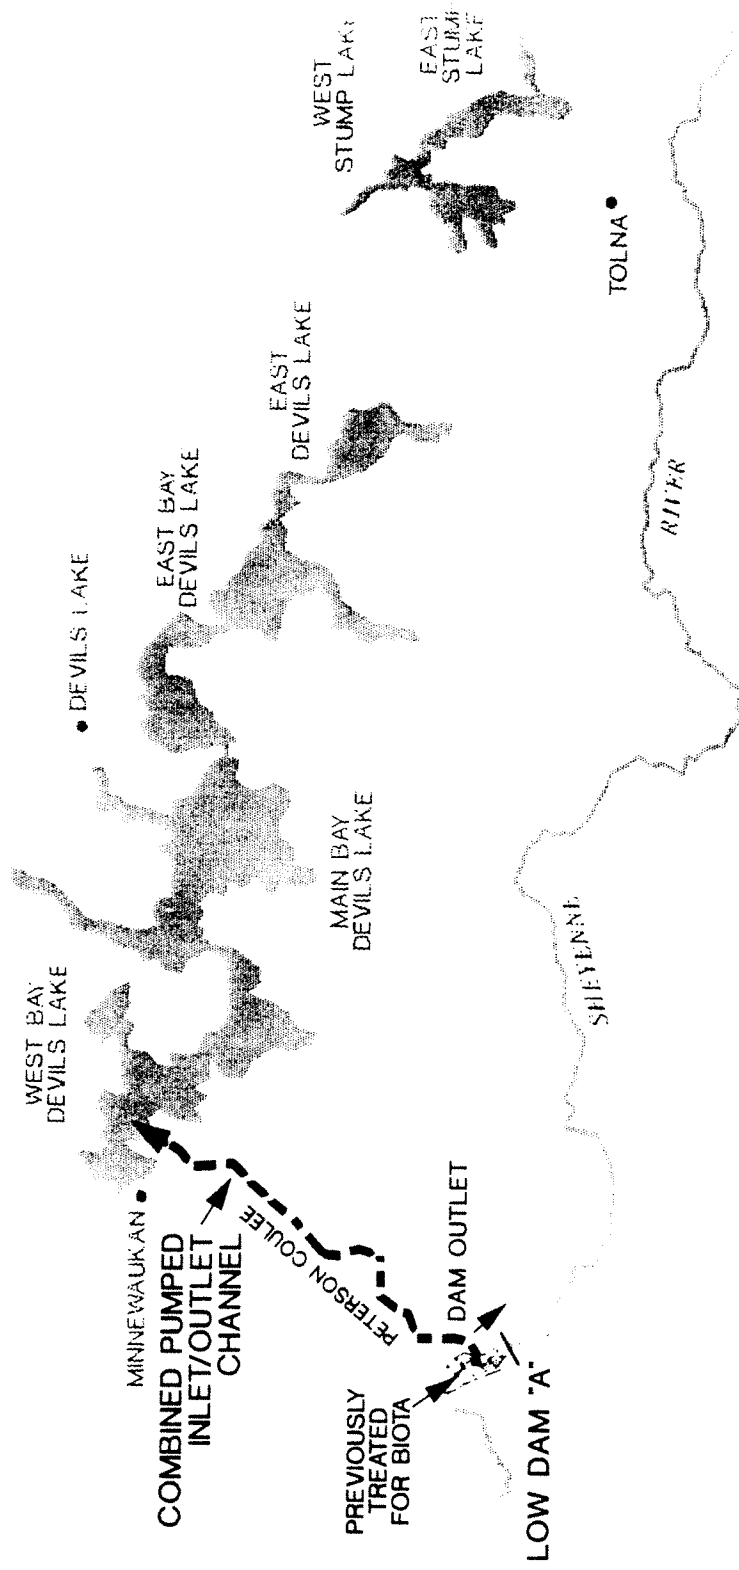 WEST BAY
DEVILS LAKE
MINNEWAUKAN
COMBINED PUMPED
INLET/OUTLET
CHANNEL
PETERSON COULEE
PREVIOUSLY
TREATED
FOR BIOTA
DAM OUTLET
LOW DAM "A"
DEVILS LAKE
MAIN BAY
DEVILS LAKE
EAST BAY
DEVILS LAKE
EAST
DEVILS LAKE
WEST
STUMP LAKE
EAST
STUMP
LAKE
TOLNA
SHEYENNE
RIVER